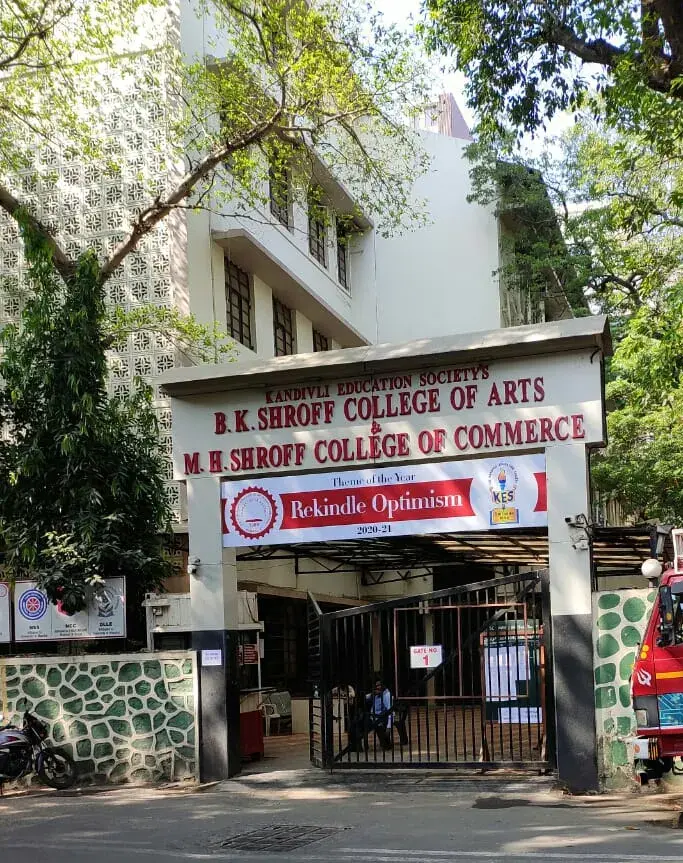 KANDIVLI EDUCATION SOCIETY'S
B.K. SHROFF COLLEGE OF ARTS
&
M.H. SHROFF COLLEGE OF COMMERCE
Theme of the Year
Rekindle Optimism
2020-21
KES
NSS
NCC
DLLE
GATE NO.
1